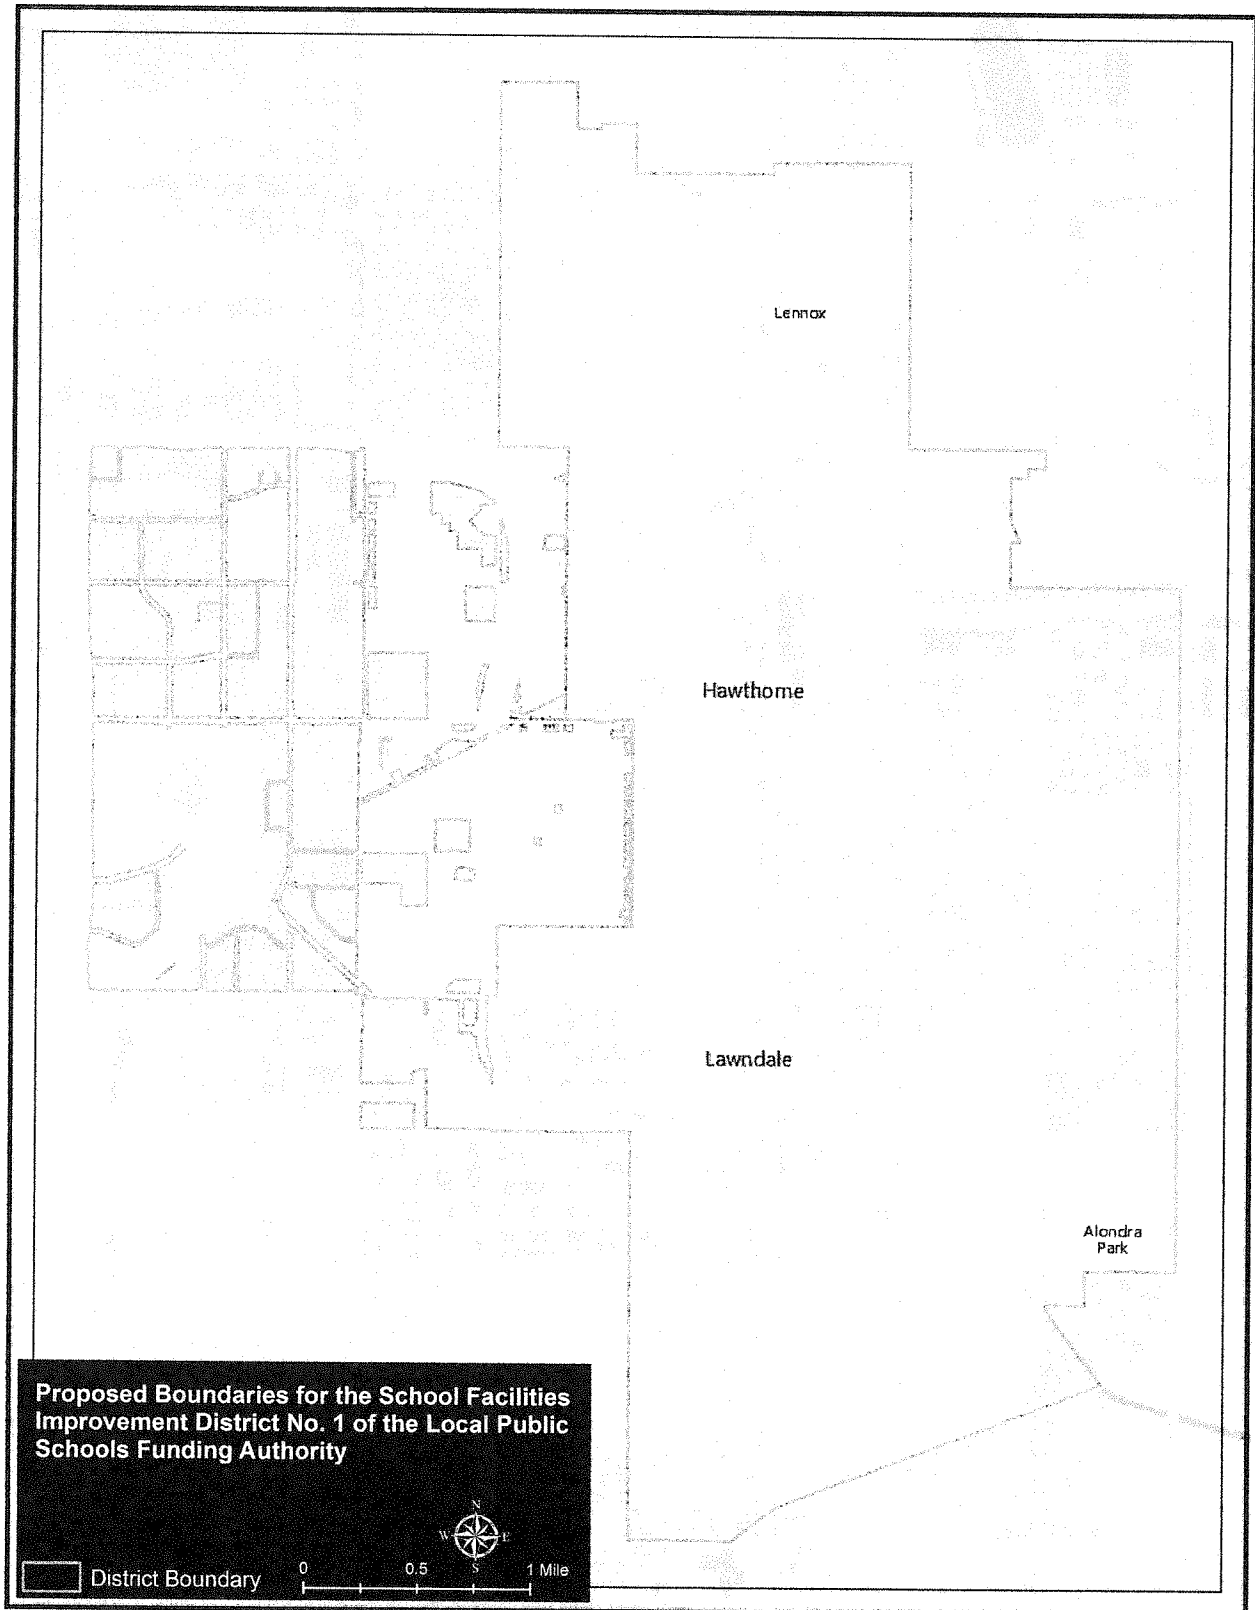 Lennox
Hawthorne
Lawndale
Alondra
Park
Proposed Boundaries for the School Facilities
Improvement District No. 1 of the Local Public
Schools Funding Authority
N
W E
S
District Boundary
0 0.5 1 Mile